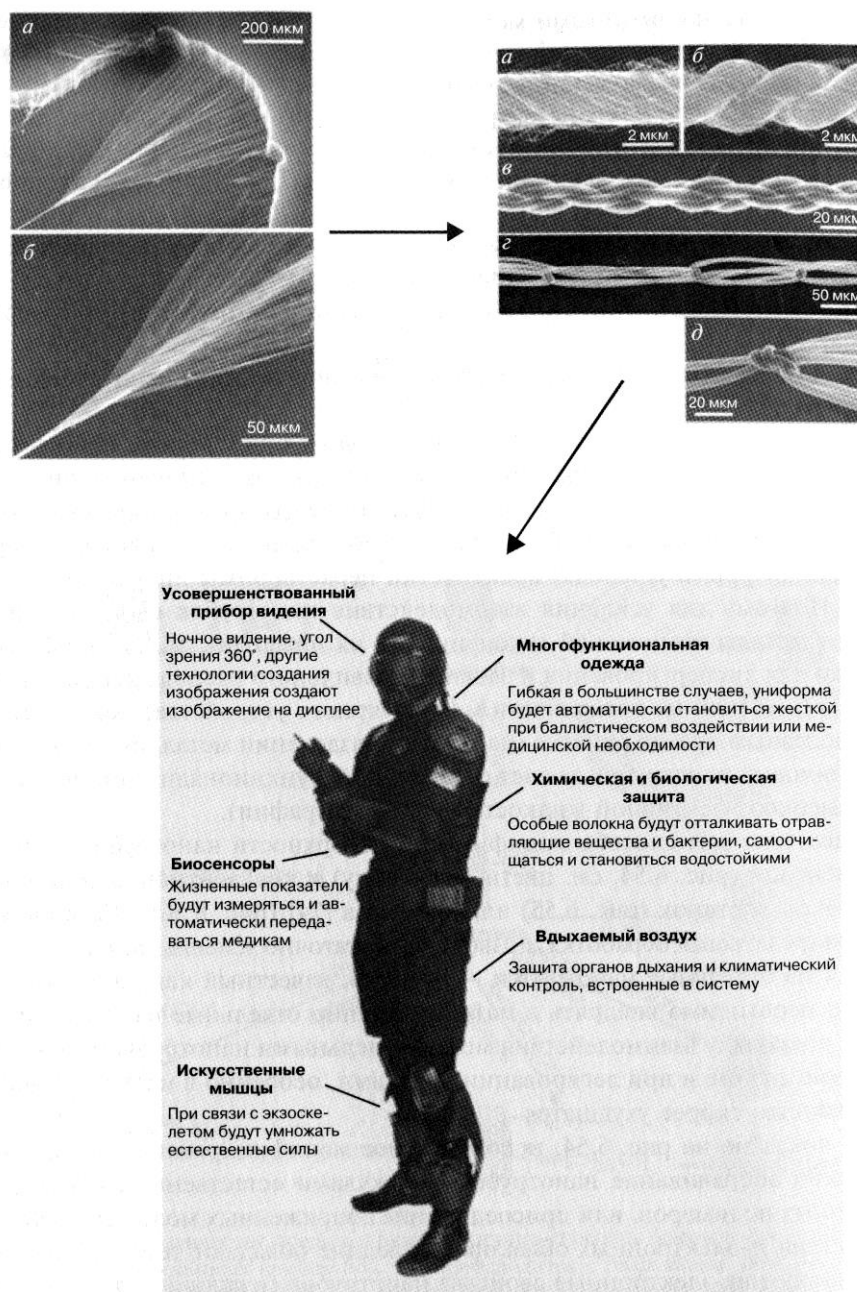 а
200 мкм
б
50 мкм
а
2 мкм
б
2 мкм
в
20 мкм
г
50 мкм
д
20 мкм
Усовершенствованный
прибор видения
Ночное видение, угол
зрения 360°, другие
технологии создания
изображения создают
изображение на дисплее
Многофункциональная
одежда
Гибкая в большинстве случаев, униформа
будет автоматически становиться жесткой
при баллистическом воздействии или ме-
дицинской необходимости
Химическая и биологическая
защита
Особые волокна будут отталкивать отрав-
ляющие вещества и бактерии, самоочи-
щаться и становиться водостойкими
Биосенсоры
Жизненные показатели
будут измеряться и ав-
томатически переда-
ваться медикам
Вдыхаемый воздух
Защита органов дыхания и климатический
контроль, встроенные в систему
Искусственные
мышцы
При связи с экзоске-
летом будут умножать
естественные силы